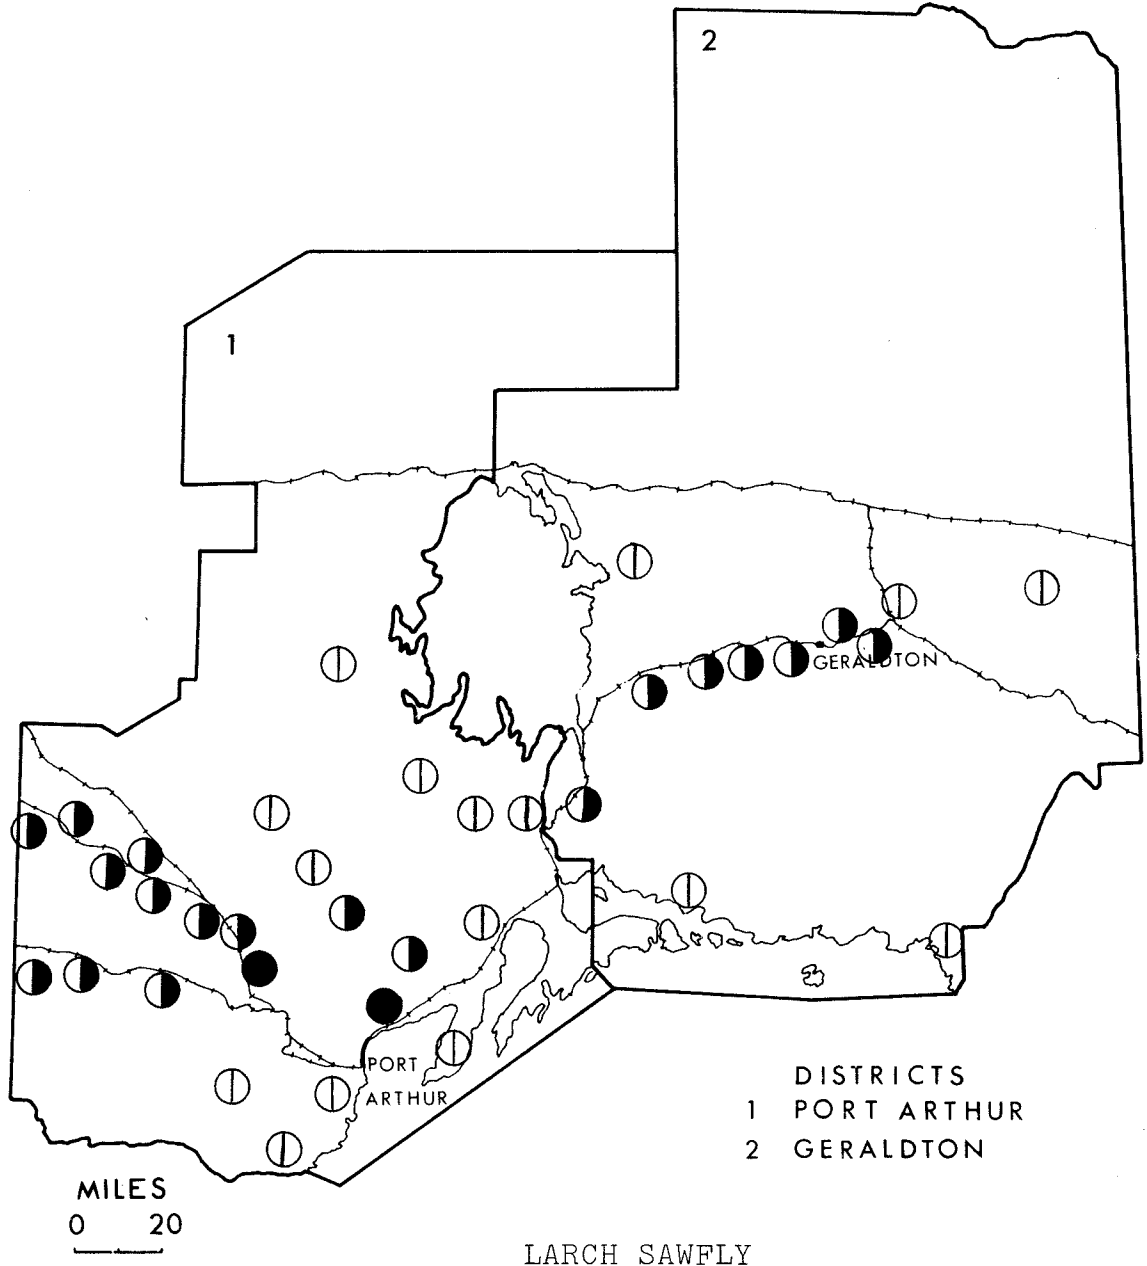 2
1
GERALDTON
PORT
ARTHUR
DISTRICTS
1 PORT ARTHUR
2 GERALDTON
MILES
0 20
LARCH SAWFLY